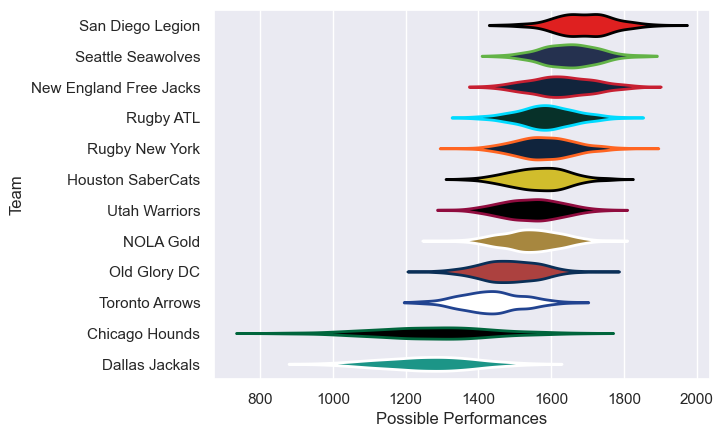 San Diego Legion
Seattle Seawolves
New England Free Jacks
Rugby ATL
Rugby New York
Houston SaberCats
Utah Warriors
NOLA Gold
Old Glory DC
Toronto Arrows
Chicago Hounds
Dallas Jackals
Team
800 1000 1200 1400 1600 1800 2000
Possible Performances